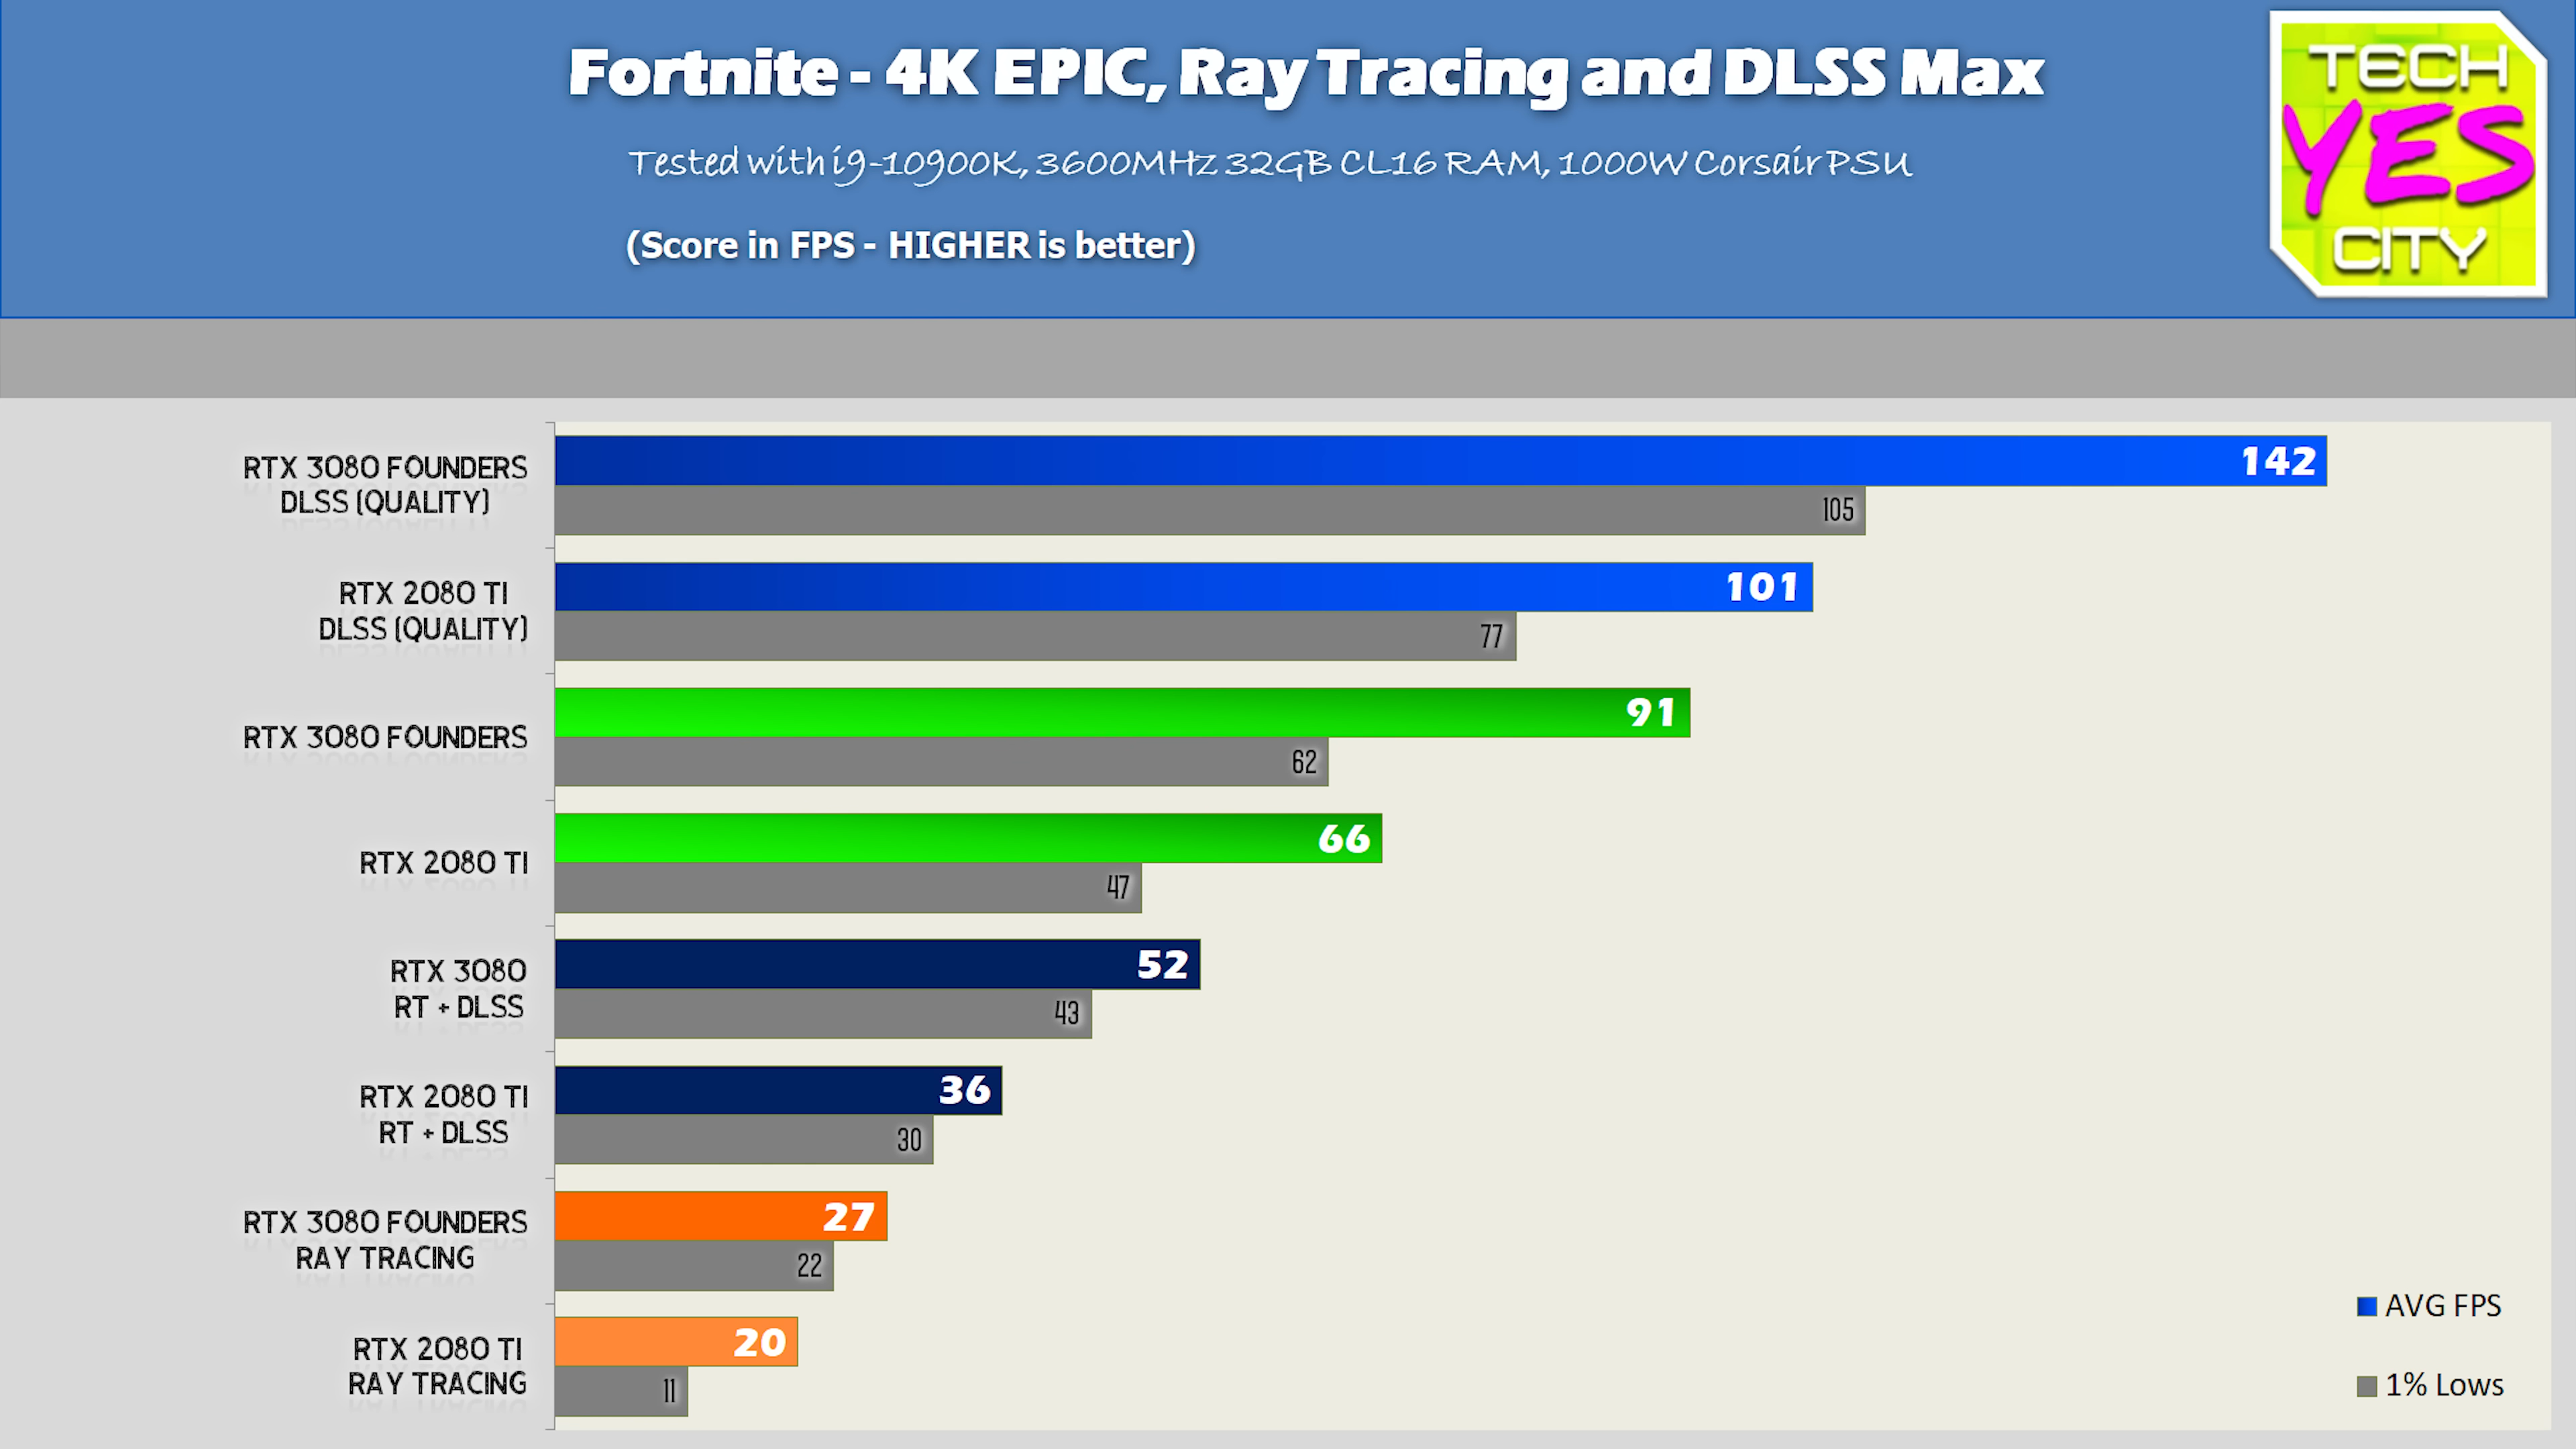 Fortnite - 4K EPIC, Ray Tracing and DLSS Max
TECH
YES
CITY
Tested with i9-10900K, 3600MHz 32GB CL16 RAM, 1000W Corsair PSU
(Score in FPS - HIGHER is better)
RTX 3080 FOUNDERS
DLSS (QUALITY)
142
105
RTX 2080 TI
DLSS (QUALITY)
101
77
RTX 3080 FOUNDERS
91
62
RTX 2080 TI
66
47
RTX 3080
RT + DLSS
52
43
RTX 2080 TI
RT + DLSS
36
30
RTX 3080 FOUNDERS
RAY TRACING
27
22
RTX 2080 TI
RAY TRACING
20
11
AVG FPS
1% Lows